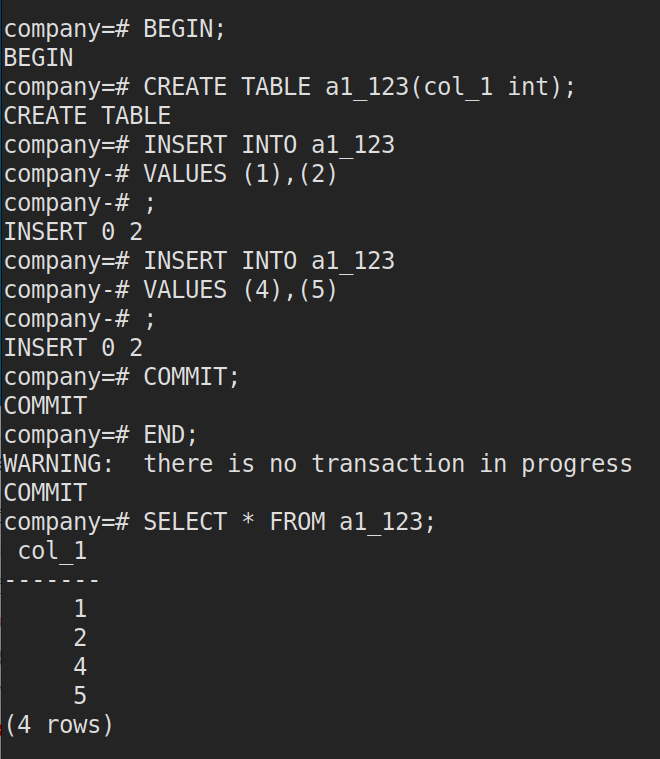 company=# BEGIN;
BEGIN
company=# CREATE TABLE a1_123(col_1 int);
CREATE TABLE
company=# INSERT INTO a1_123
company-# VALUES (1),(2)
company-# ;
INSERT 0 2
company=# INSERT INTO a1_123
company-# VALUES (4),(5)
company-# ;
INSERT 0 2
company=# COMMIT;
COMMIT
company=# END;
WARNING:  there is no transaction in progress
COMMIT
company=# SELECT * FROM a1_123;
 col_1
-------
     1
     2
     4
     5
(4 rows)